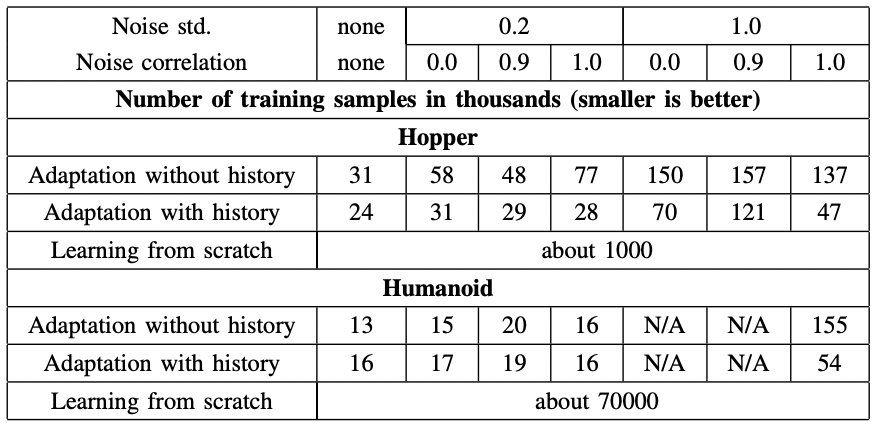 Noise std. none 0.2 1.0
Noise correlation none 0.0 0.9 1.0 0.0 0.9 1.0
Number of training samples in thousands (smaller is better)
Hopper
Adaptation without history 31 58 48 77 150 157 137
Adaptation with history 24 31 29 28 70 121 47
Learning from scratch about 1000
Humanoid
Adaptation without history 13 15 20 16 N/A N/A 155
Adaptation with history 16 17 19 16 N/A N/A 54
Learning from scratch about 70000